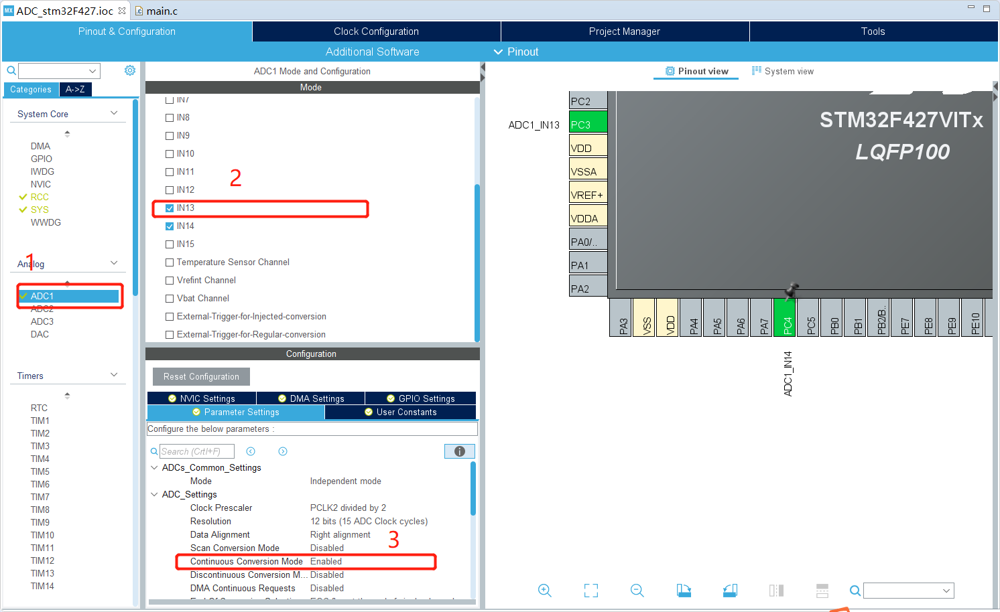 MX ADC_stm32F427.ioc
main.c
Pinout & Configuration
Clock Configuration
Project Manager
Tools
Additional Software
Pinout
Categories
A->Z
System Core
DMA
GPIO
IWDG
NVIC
RCC
SYS
WWDG
1
Analog
ADC1
ADC2
ADC3
DAC
Timers
RTC
TIM1
TIM2
TIM3
TIM4
TIM5
TIM6
TIM7
TIM8
TIM9
TIM10
TIM11
TIM12
TIM13
TIM14
ADC1 Mode and Configuration
Mode
IN7
IN8
IN9
IN10
IN11
2
IN12
IN13
IN14
IN15
Temperature Sensor Channel
Vrefint Channel
Vbat Channel
External-Trigger-for-Injected-conversion
External-Trigger-for-Regular-conversion
Configuration
Reset Configuration
NVIC Settings
DMA Settings
GPIO Settings
Parameter Settings
User Constants
Configure the below parameters :
Search (Crtl+F)
ADCs_Common_Settings
Mode Independent mode
ADC_Settings
Clock Prescaler PCLK2 divided by 2
Resolution 12 bits (15 ADC Clock cycles)
Data Alignment Right alignment
3
Scan Conversion Mode Disabled
Continuous Conversion Mode Enabled
Discontinuous Conversion M... Disabled
DMA Continuous Requests Disabled
Pinout view
System view
PC2
ADC1_IN13
PC3
VDD
VSSA
VREF+
VDDA
PA0/..
PA1
PA2
STM32F427VITx
LQFP100
PA3
VSS
VDD
PA4
PA5
PA6
PA7
PC4
PC5
PB0
PB1
PB2/B..
PE7
PE8
PE9
PE10
ADC1_IN14